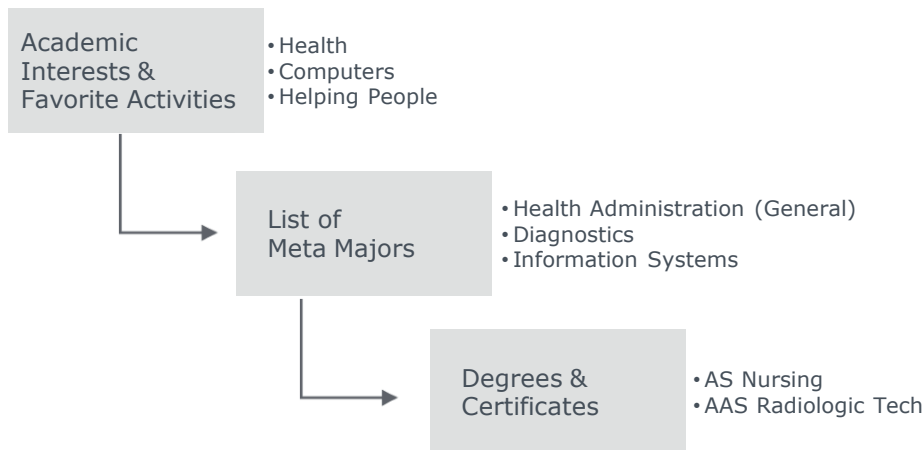 Academic
Interests &
Favorite Activities
• Health
• Computers
• Helping People
List of
Meta Majors
• Health Administration (General)
• Diagnostics
• Information Systems
Degrees &
Certificates
• AS Nursing
• AAS Radiologic Tech